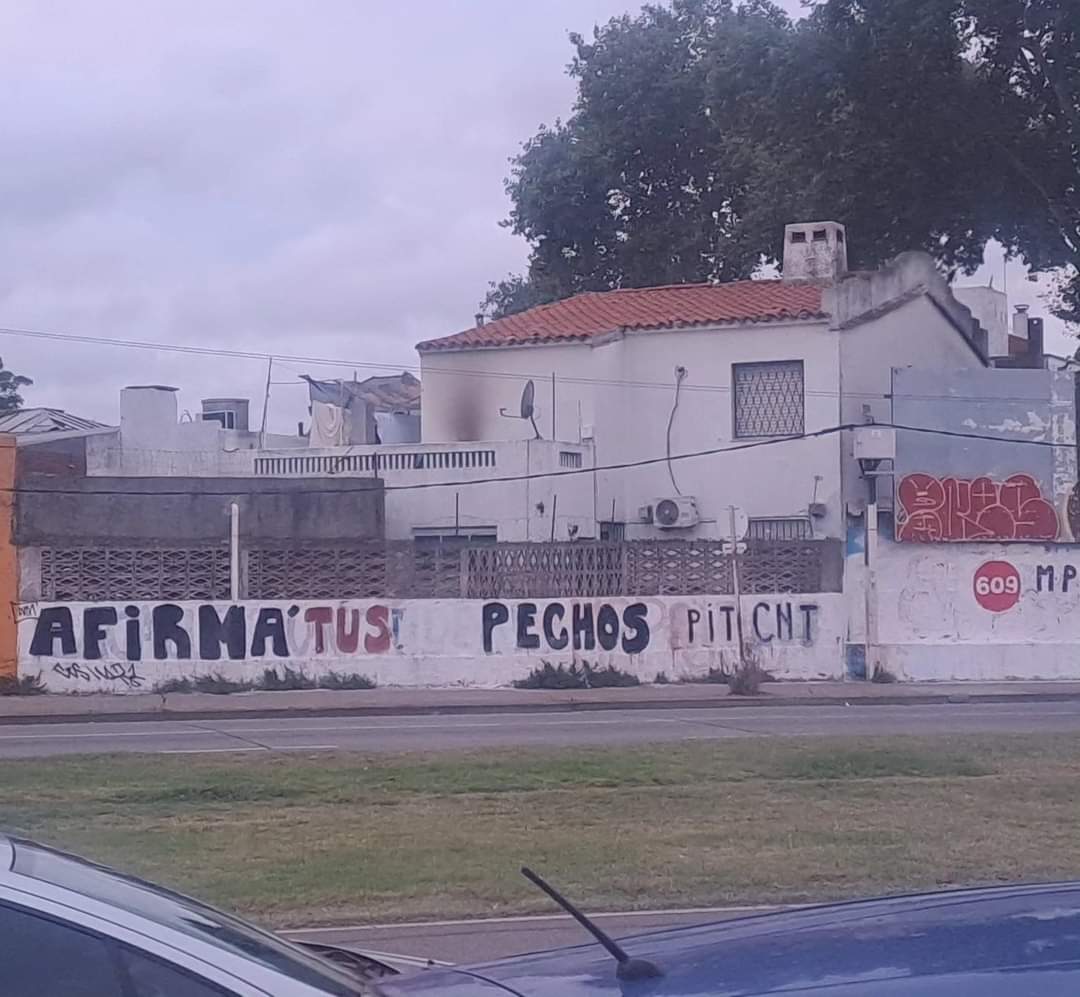 AFIRMA TUS PECHOS PIT CNT
609 MP